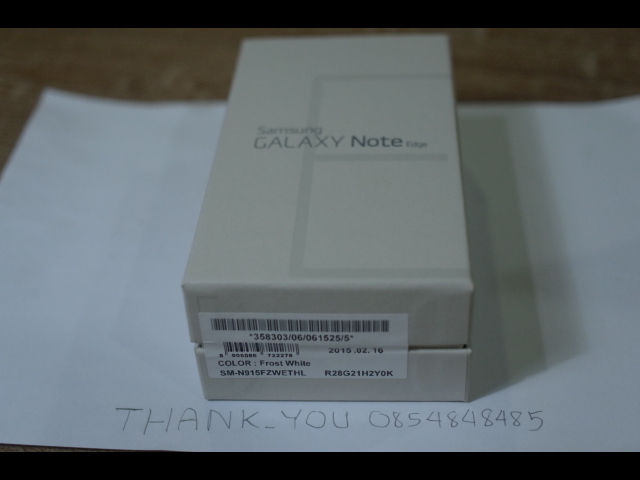 Samsung
GALAXY Note Edge
*358303/06/061525/5*
2015.02.16
COLOR : Frost White
SM-N915FZWETHL R28G21H2Y0K
THANK_YOU 0854848485